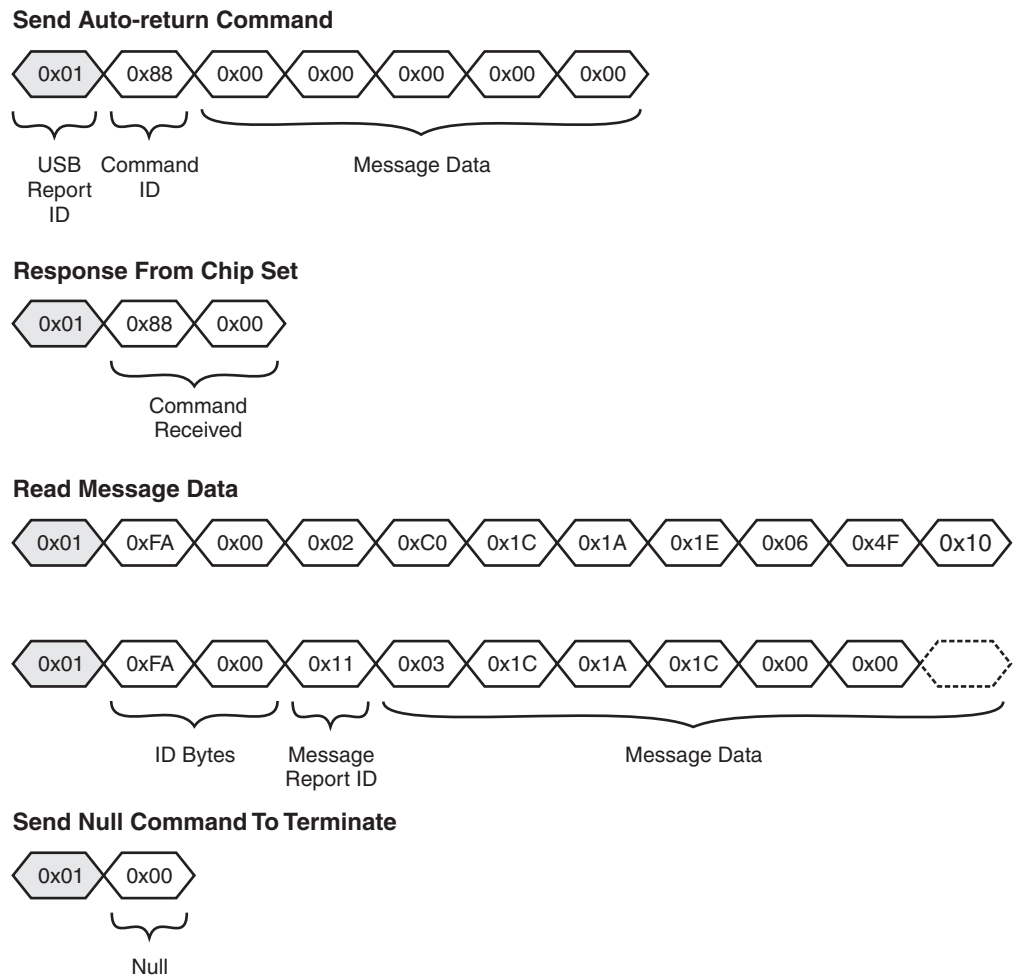 Send Auto-return Command
0x01 0x88 0x00 0x00 0x00 0x00 0x00
USB Report ID
Command ID
Message Data
Response From Chip Set
0x01 0x88 0x00
Command Received
Read Message Data
0x01 0xFA 0x00 0x02 0xC0 0x1C 0x1A 0x1E 0x06 0x4F 0x10
0x01 0xFA 0x00 0x11 0x03 0x1C 0x1A 0x1C 0x00 0x00
ID Bytes
Message Report ID
Message Data
Send Null Command To Terminate
0x01 0x00
Null